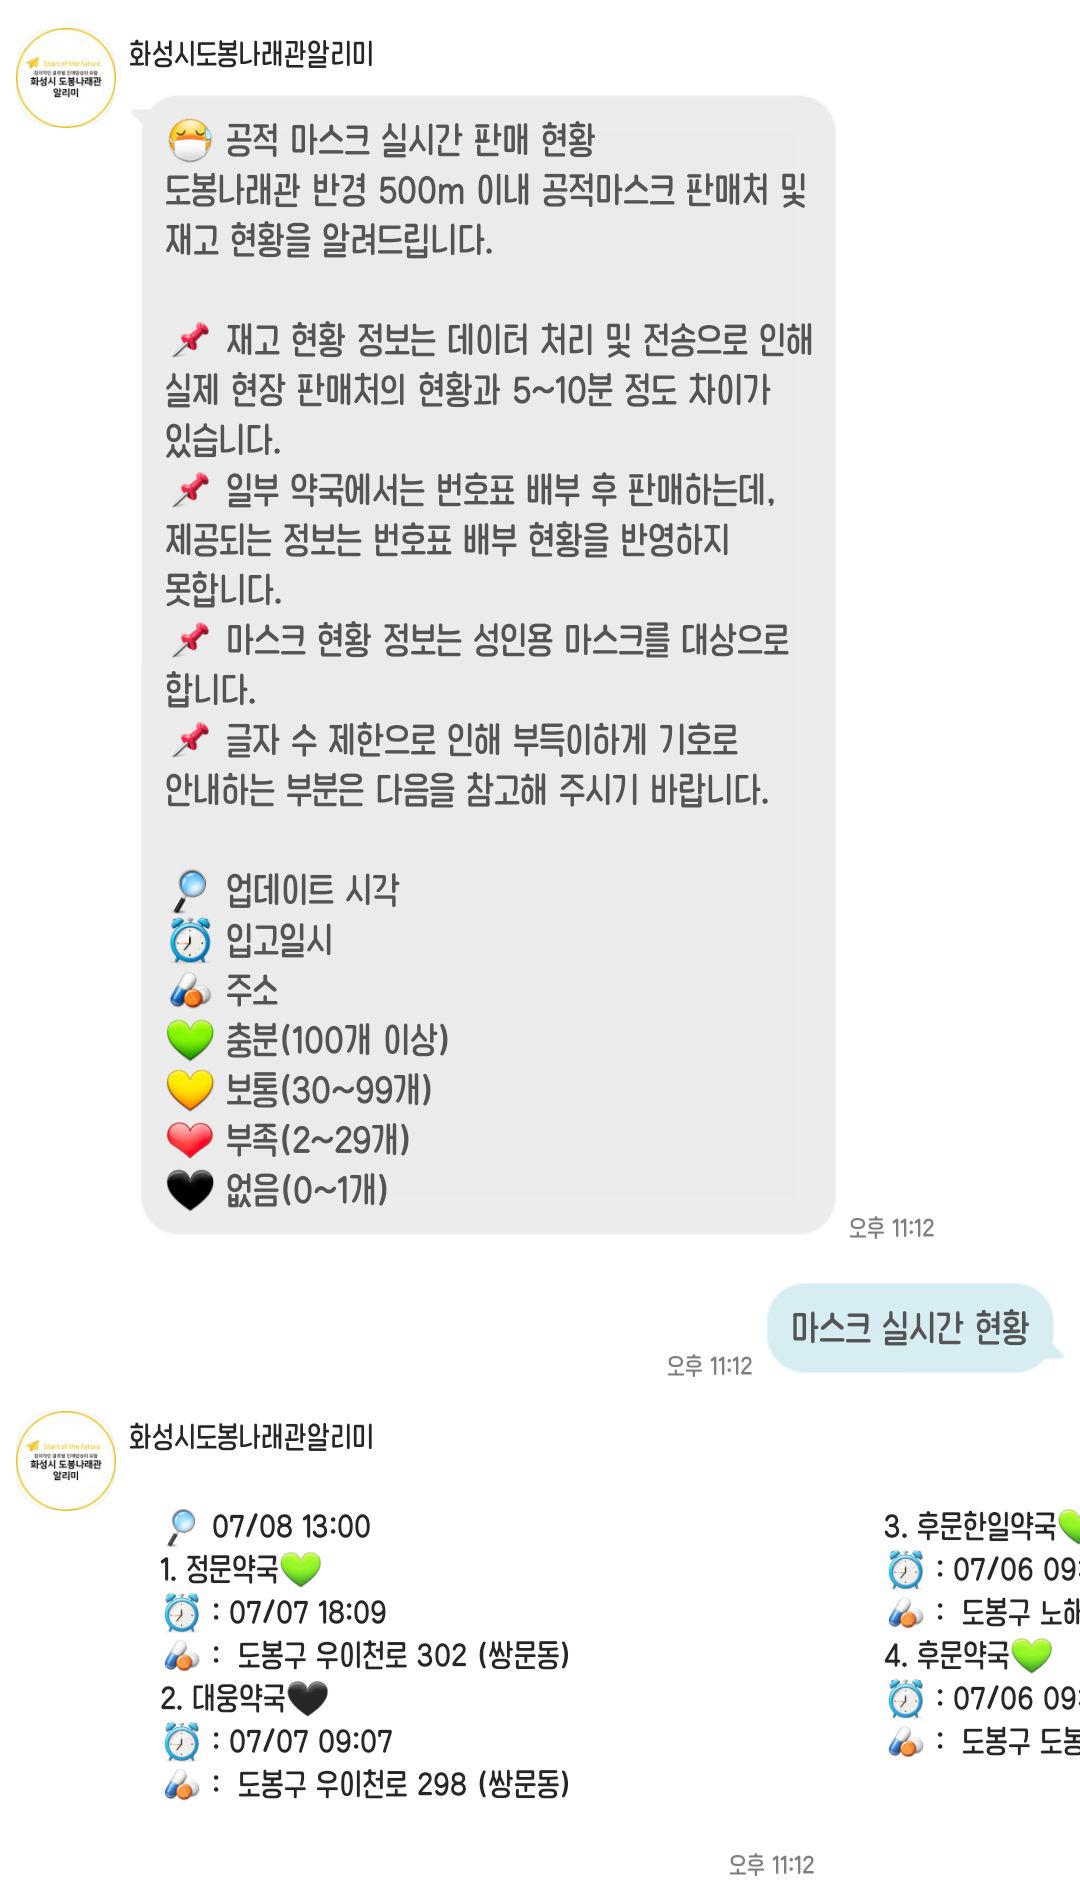 화성시도봉나래관알리미
Start of the future
화성시 도봉나래관
알리미
😷 공적 마스크 실시간 판매 현황
도봉나래관 반경 500m 이내 공적마스크 판매처 및
재고 현황을 알려드립니다.
📌 재고 현황 정보는 데이터 처리 및 전송으로 인해
실제 현장 판매처의 현황과 5~10분 정도 차이가
있습니다.
📌 일부 약국에서는 번호표 배부 후 판매하는데,
제공되는 정보는 번호표 배부 현황을 반영하지
못합니다.
📌 마스크 현황 정보는 성인용 마스크를 대상으로
합니다.
📌 글자 수 제한으로 인해 부득이하게 기호로
안내하는 부분은 다음을 참고해 주시기 바랍니다.
🔎 업데이트 시각
⏰ 입고일시
💊 주소
💚 충분(100개 이상)
💛 보통(30~99개)
❤ 부족(2~29개)
🖤 없음(0~1개)
오후 11:12
마스크 실시간 현황
오후 11:12
화성시도봉나래관알리미
Start of the future
화성시 도봉나래관
알리미
🔎 07/08 13:00
1. 정문약국💚
⏰ : 07/07 18:09
💊 : 도봉구 우이천로 302 (쌍문동)
2. 대웅약국🖤
⏰ : 07/07 09:07
💊 : 도봉구 우이천로 298 (쌍문동)
3. 후문한일약국💚
⏰ : 07/06 09:
💊 : 도봉구 노해
4. 후문약국💚
⏰ : 07/06 09:
💊 : 도봉구 도봉
오후 11:12